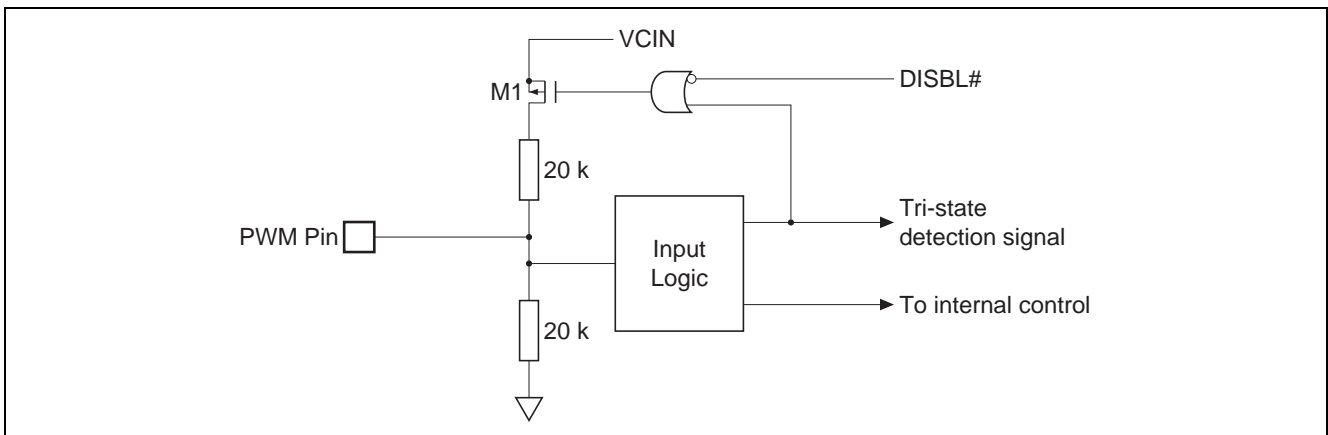 VCIN
DISBL#
M1
20 k
PWM Pin
Input
Logic
Tri-state
detection signal
To internal control
20 k